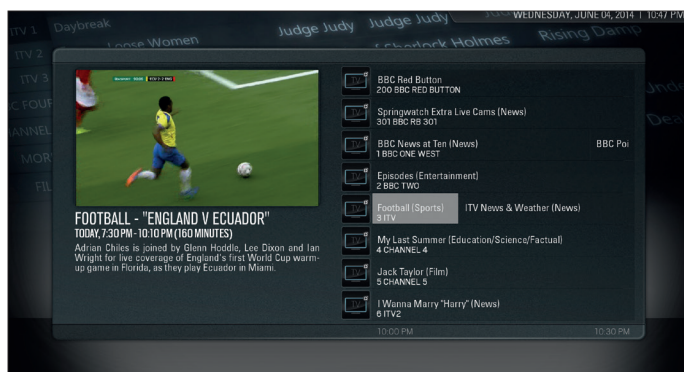 WEDNESDAY, JUNE 04, 2014 | 10:47 PM
ITV 1 Daybreak Judge Judy Judge Judy
Loose Women Sherlock Holmes Rising Damp
ITV 2
ITV 3
FOUR
FOOTBALL - "ENGLAND V ECUADOR"
TODAY, 7:30 PM - 10:10 PM (160 MINUTES)
Adrian Chiles is joined by Glenn Hoddle, Lee Dixon and Ian
Wright for live coverage of England's first World Cup warm-
up game in Florida, as they play Ecuador in Miami.
BBC Red Button
200 BBC RED BUTTON
Springwatch Extra Live Cams (News)
301 BBC RB 301
BBC News at Ten (News) BBC Poi
1 BBC ONE WEST
Episodes (Entertainment)
2 BBC TWO
Football (Sports) ITV News & Weather (News)
3 ITV
My Last Summer (Education/Science/Factual)
4 CHANNEL 4
Jack Taylor (Film)
5 CHANNEL 5
I Wanna Marry "Harry" (News)
6 ITV2
10:00 PM 10:30 PM